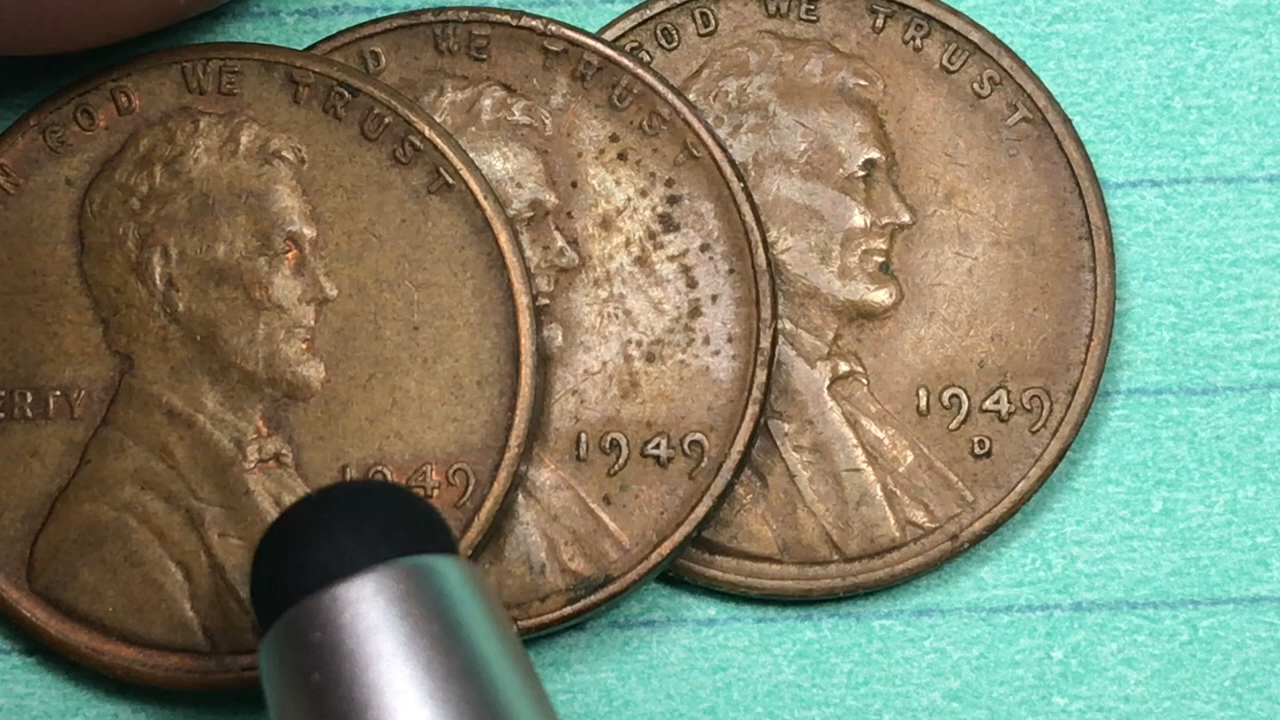 N GOD WE TRUST
ERTY
1949
D WE TRUST
1949
GOD WE TRUST
1949
D